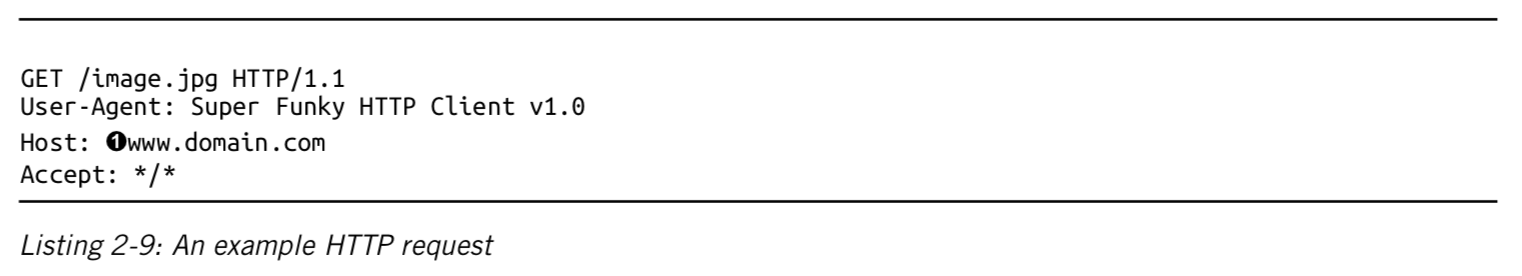 GET /image.jpg HTTP/1.1
User-Agent: Super Funky HTTP Client v1.0
Host: ❶www.domain.com
Accept: */*
Listing 2-9: An example HTTP request